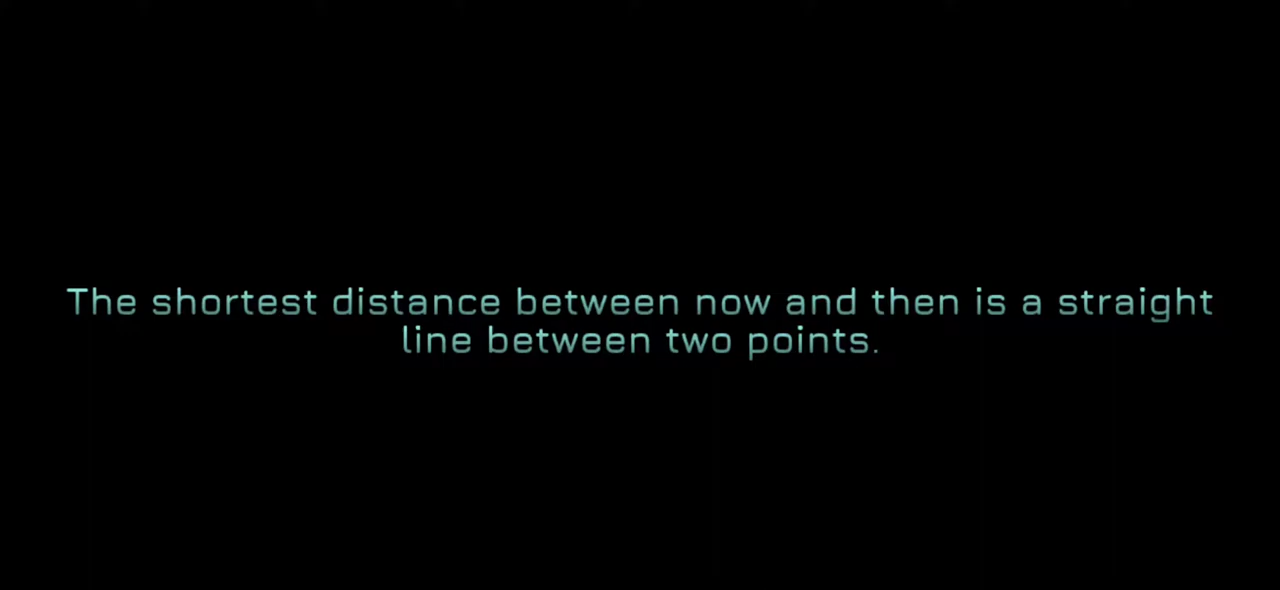 The shortest distance between now and then is a straight
line between two points.